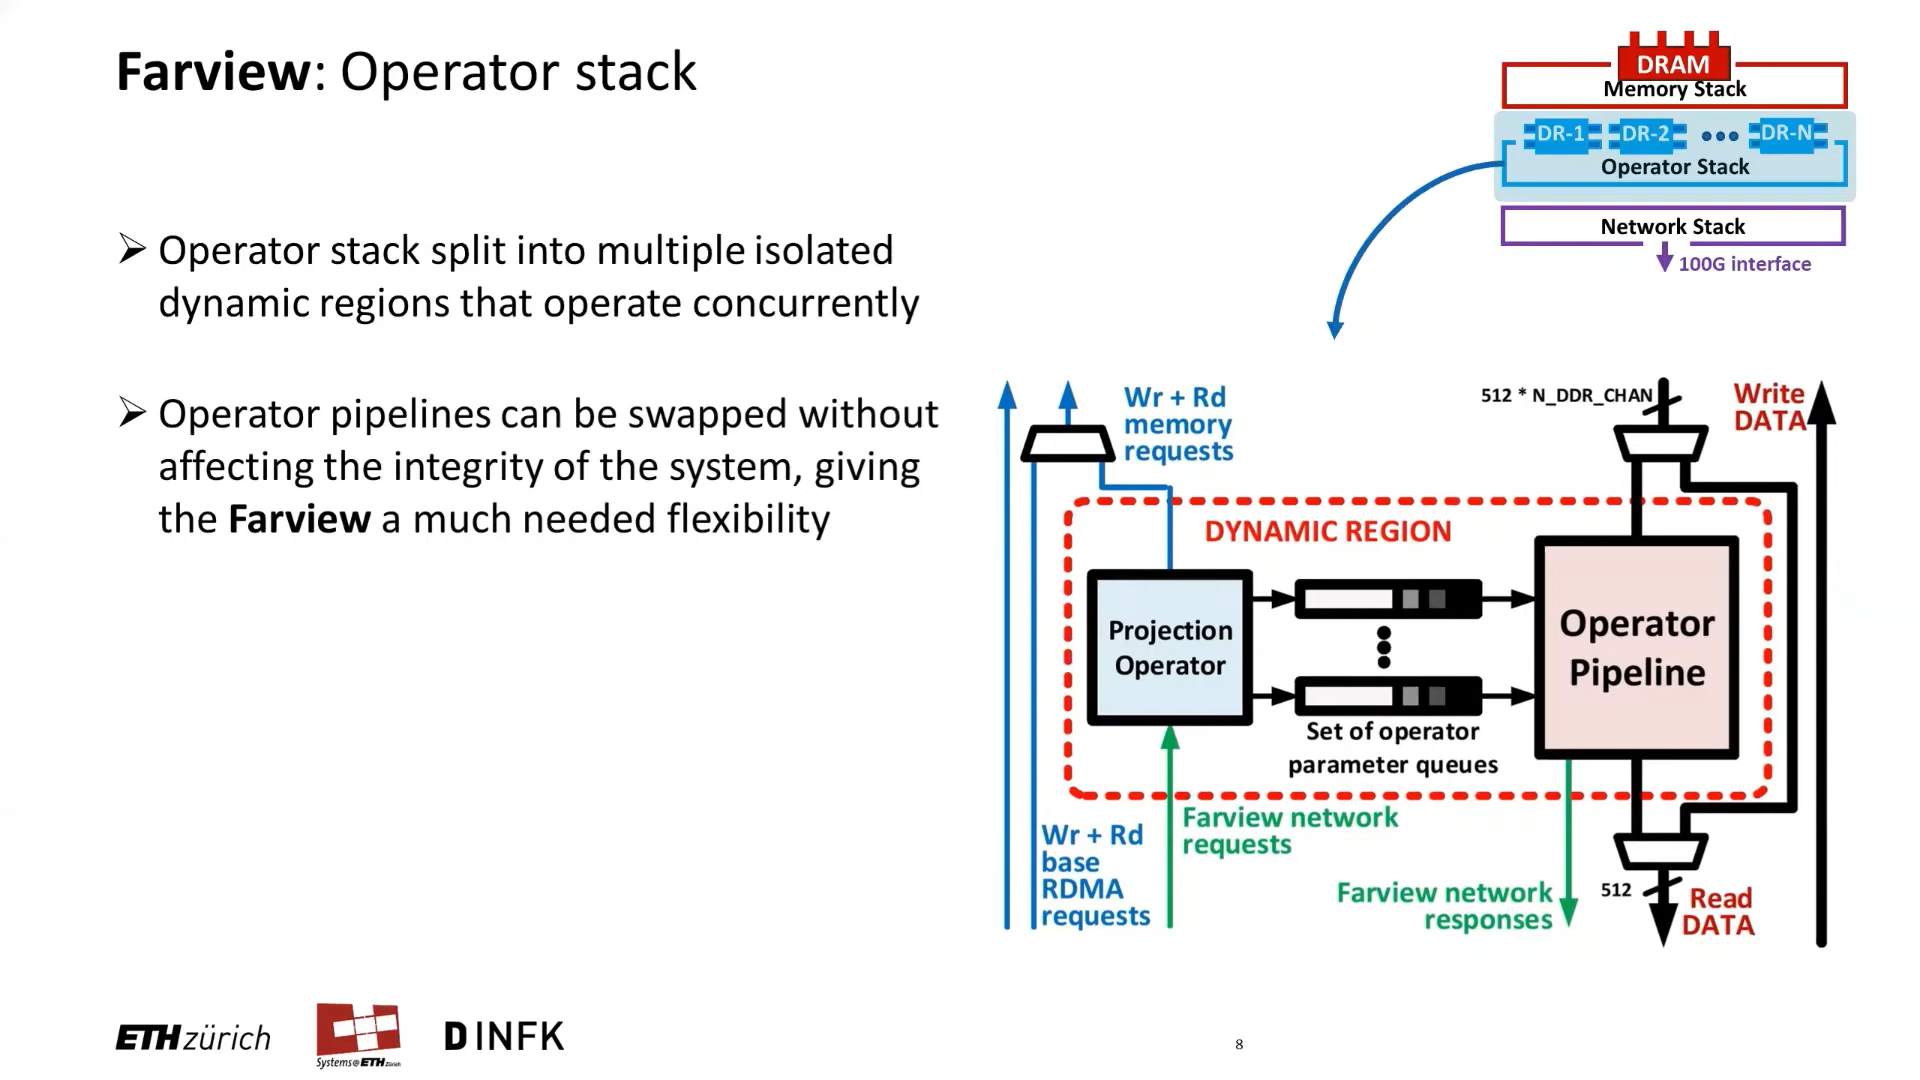 Farview: Operator stack
DRAM
Memory Stack
DR-1 DR-2 ••• DR-N
Operator Stack
Network Stack
100G interface
➢ Operator stack split into multiple isolated
dynamic regions that operate concurrently
➢ Operator pipelines can be swapped without
affecting the integrity of the system, giving
the Farview a much needed flexibility
Wr + Rd
memory
requests
512 * N_DDR_CHAN
Write
DATA
DYNAMIC REGION
Projection
Operator
Operator
Pipeline
Set of operator
parameter queues
Wr + Rd
base
RDMA
requests
Farview network
requests
Farview network
responses
512
Read
DATA
ETH zürich
Systems@ETH Zürich
D INFK
8